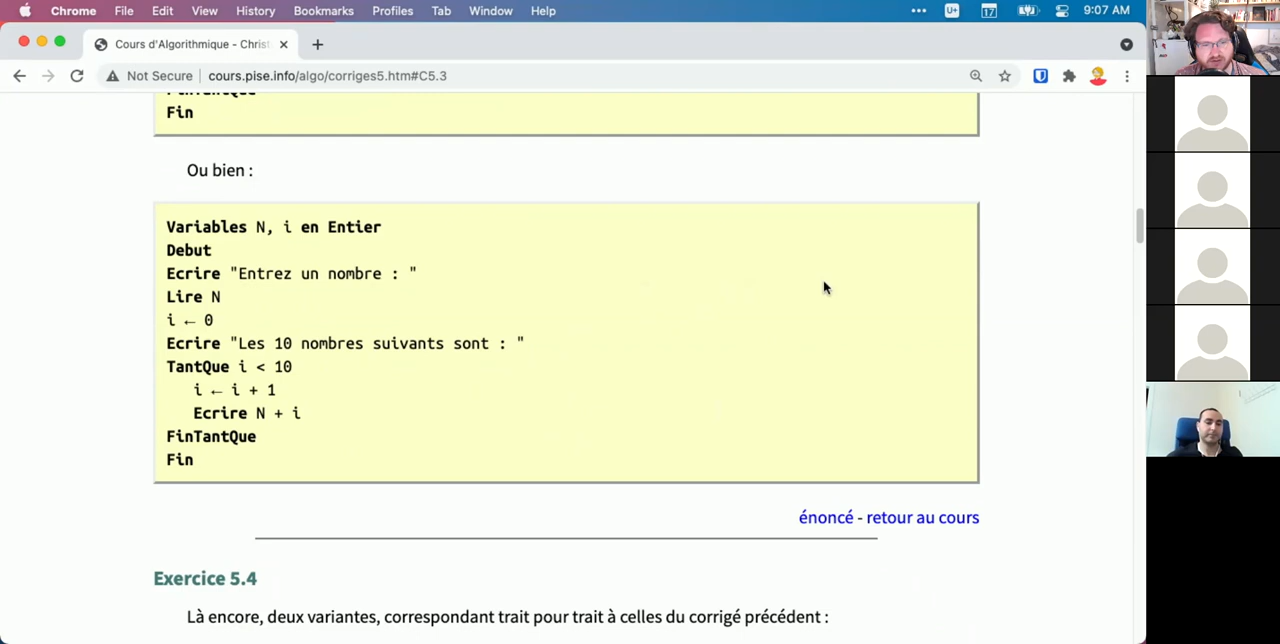 Chrome File Edit View History Bookmarks Profiles Tab Window Help 17 9:07 AM
Cours d'Algorithmique - Christ
Not Secure cours.pise.info/algo/corriges5.htm#C5.3
FinTantQue
Fin
Ou bien :
Variables N, i en Entier
Debut
Ecrire "Entrez un nombre : "
Lire N
i ← 0
Ecrire "Les 10 nombres suivants sont : "
TantQue i < 10
i ← i + 1
Ecrire N + i
FinTantQue
Fin
énoncé - retour au cours
Exercice 5.4
Là encore, deux variantes, correspondant trait pour trait à celles du corrigé précédent :